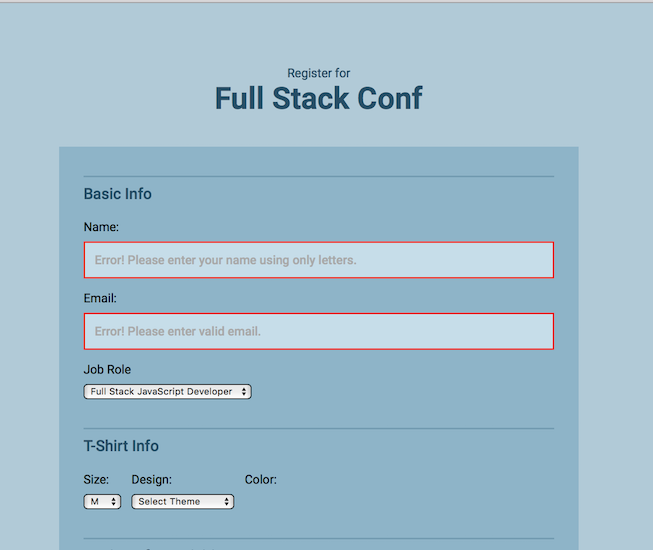 Register for
Full Stack Conf
Basic Info
Name:
Error! Please enter your name using only letters.
Email:
Error! Please enter valid email.
Job Role
Full Stack JavaScript Developer
T-Shirt Info
Size: Design: Color:
M Select Theme